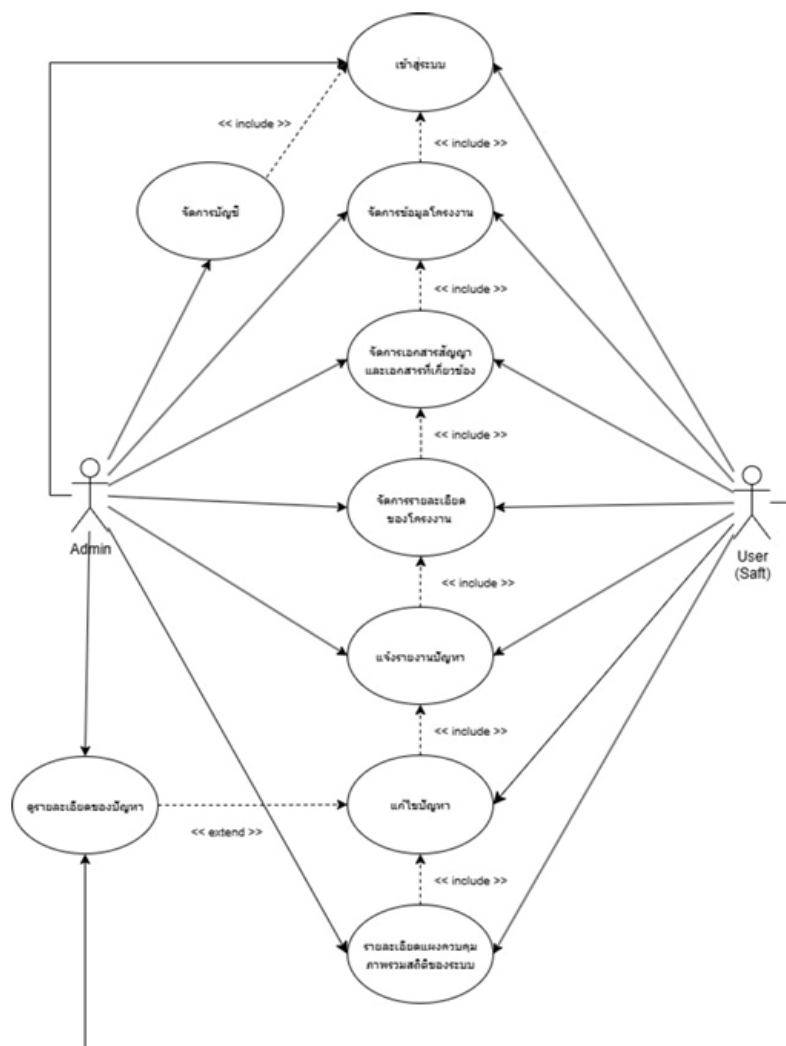 เข้าสู่ระบบ
<< include >>
<< include >>
จัดการบัญชี
จัดการข้อมูลโครงงาน
<< include >>
จัดการเอกสารสัญญา
และเอกสารที่เกี่ยวข้อง
<< include >>
จัดการรายละเอียด
ของโครงงาน
Admin
User
(Saft)
<< include >>
แจ้งรายงานปัญหา
<< include >>
ดูรายละเอียดของปัญหา
แก้ไขปัญหา
<< extend >>
<< include >>
รายละเอียดแผงควบคุม
ภาพรวมสถิติของระบบ